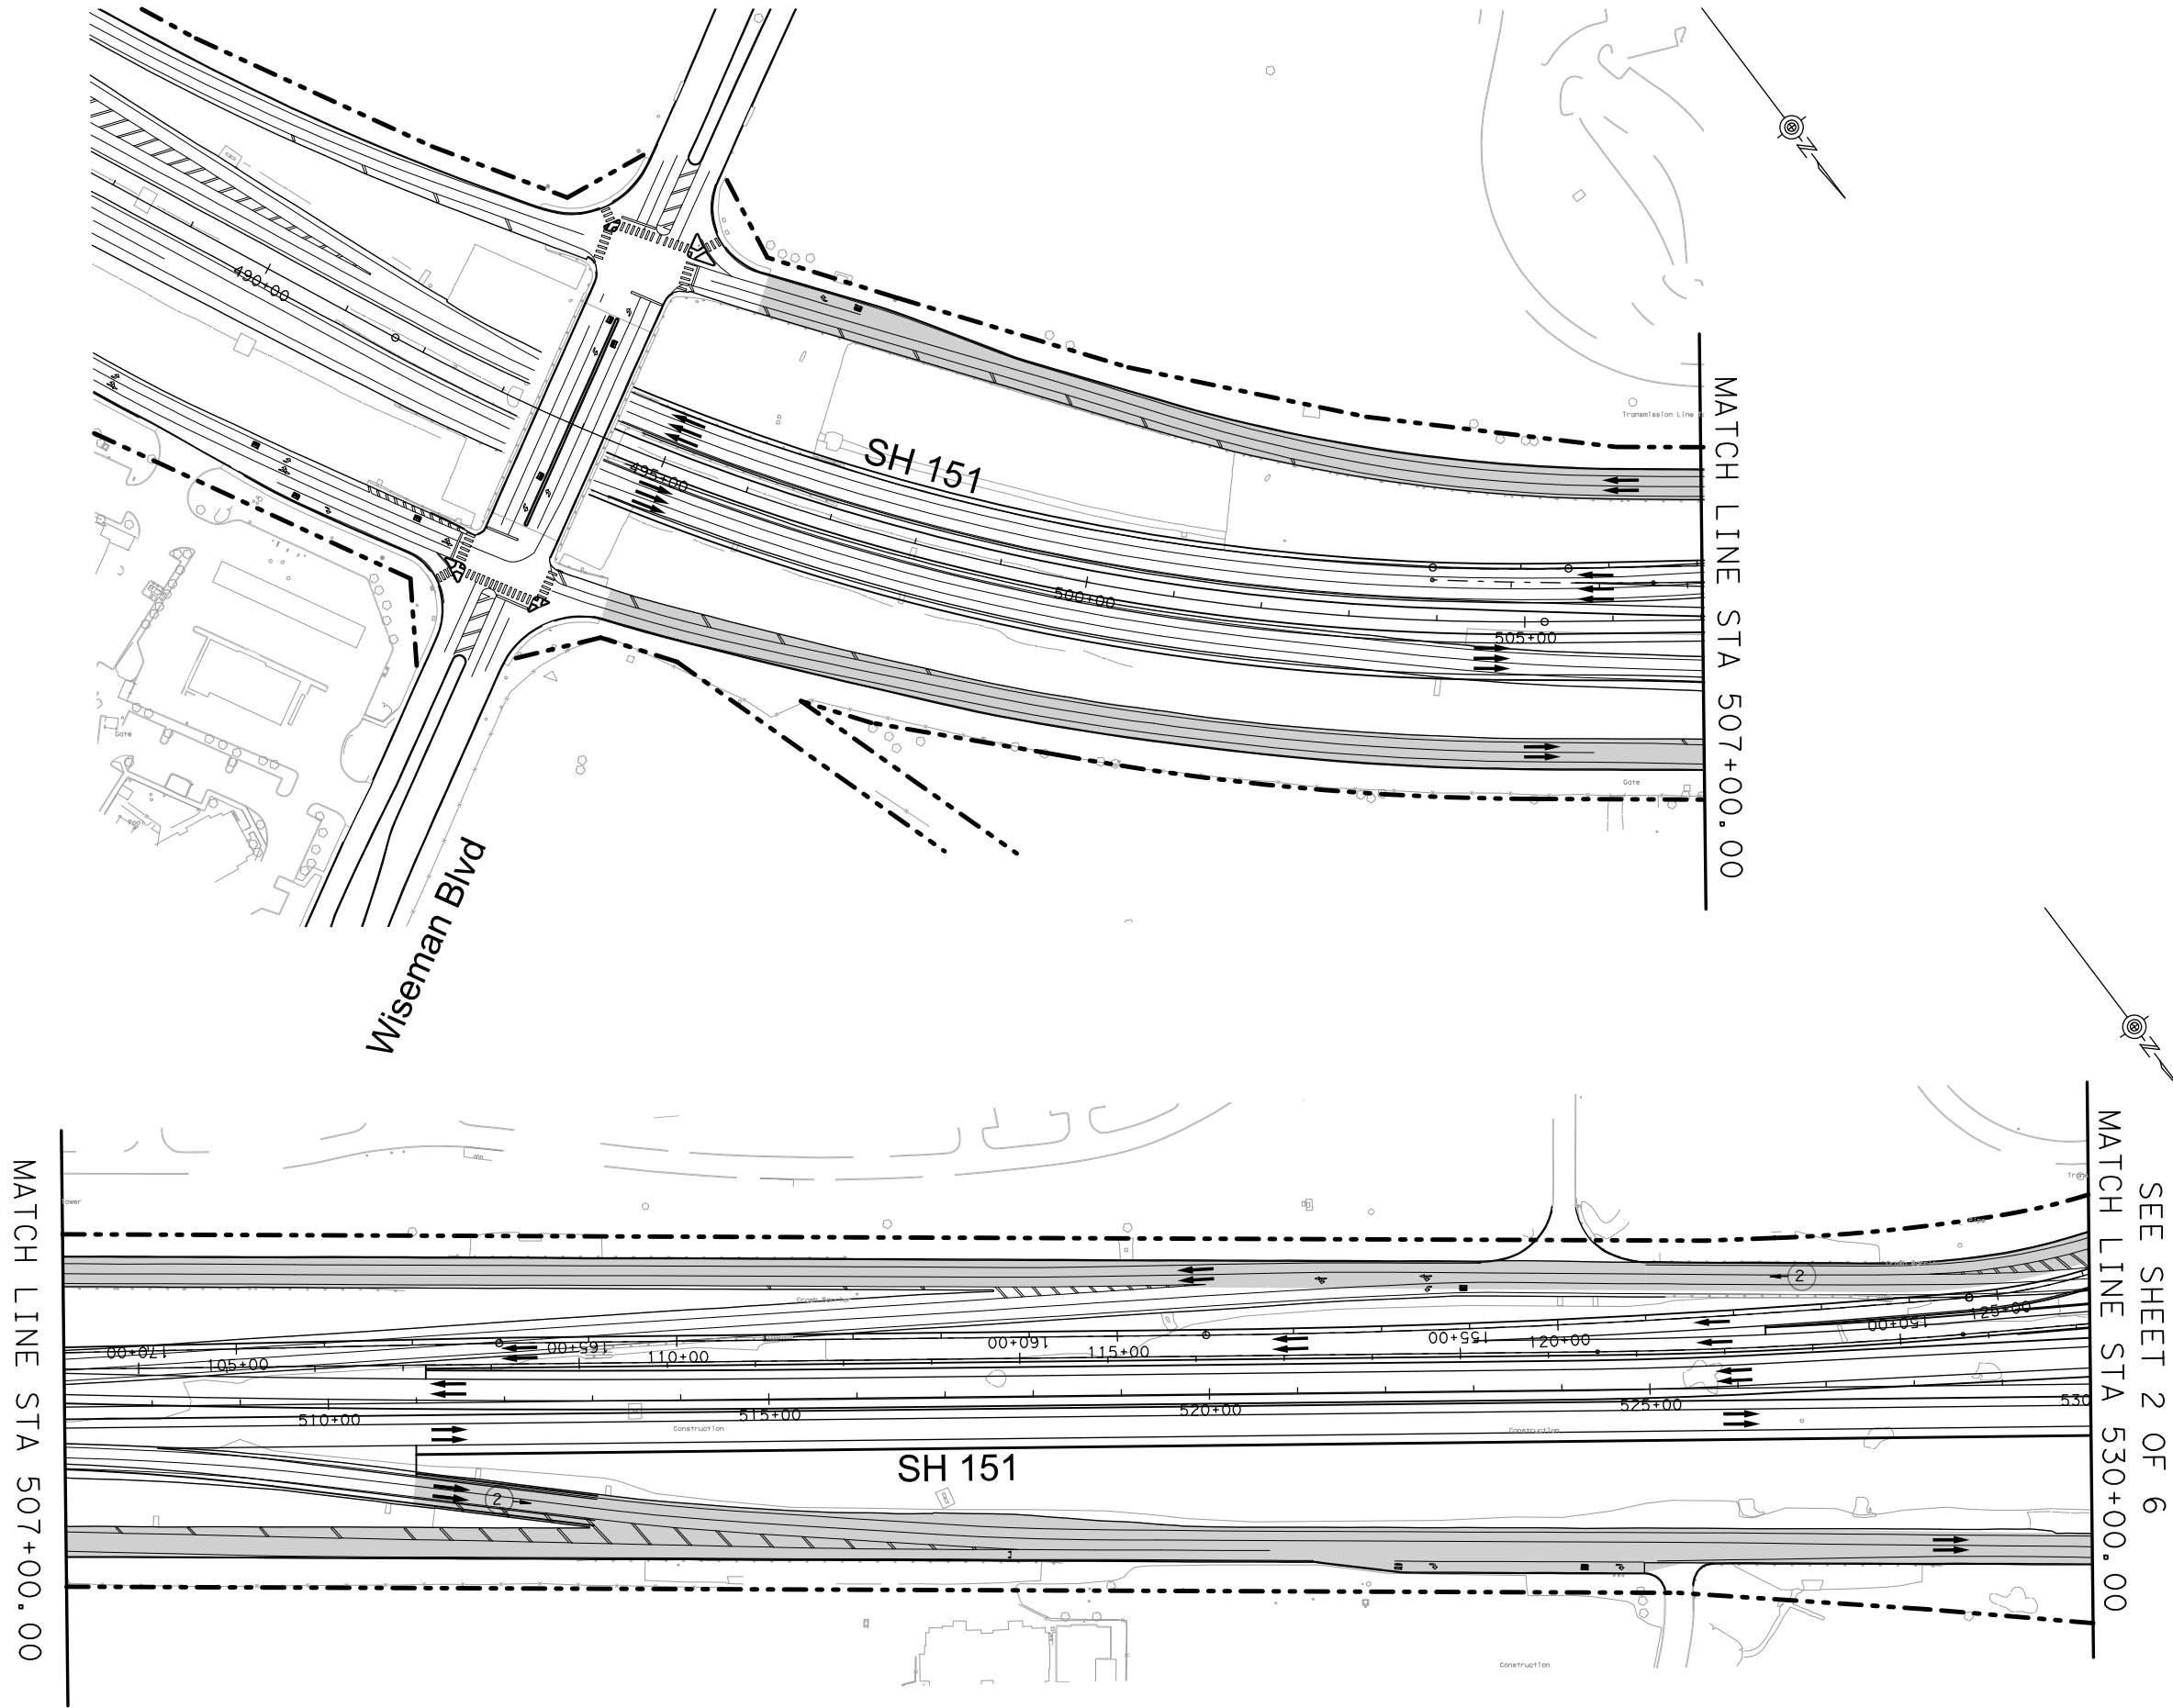 490+00
N
Transmission Line
SH 151
MATCH LINE STA 507+00.00
495+00
500+00
505+00
Gate
Gate
Pool
Wiseman Blvd
N
MATCH LINE STA 507+00.00
Tower
MATCH LINE STA 530+00.00
SEE SHEET 2 OF 6
2
125+00
170+00
105+00
165+00
110+00
160+00
115+00
155+00
120+00
150+00
510+00
515+00
520+00
525+00
530
Construction
Construction
SH 151
2
Construction